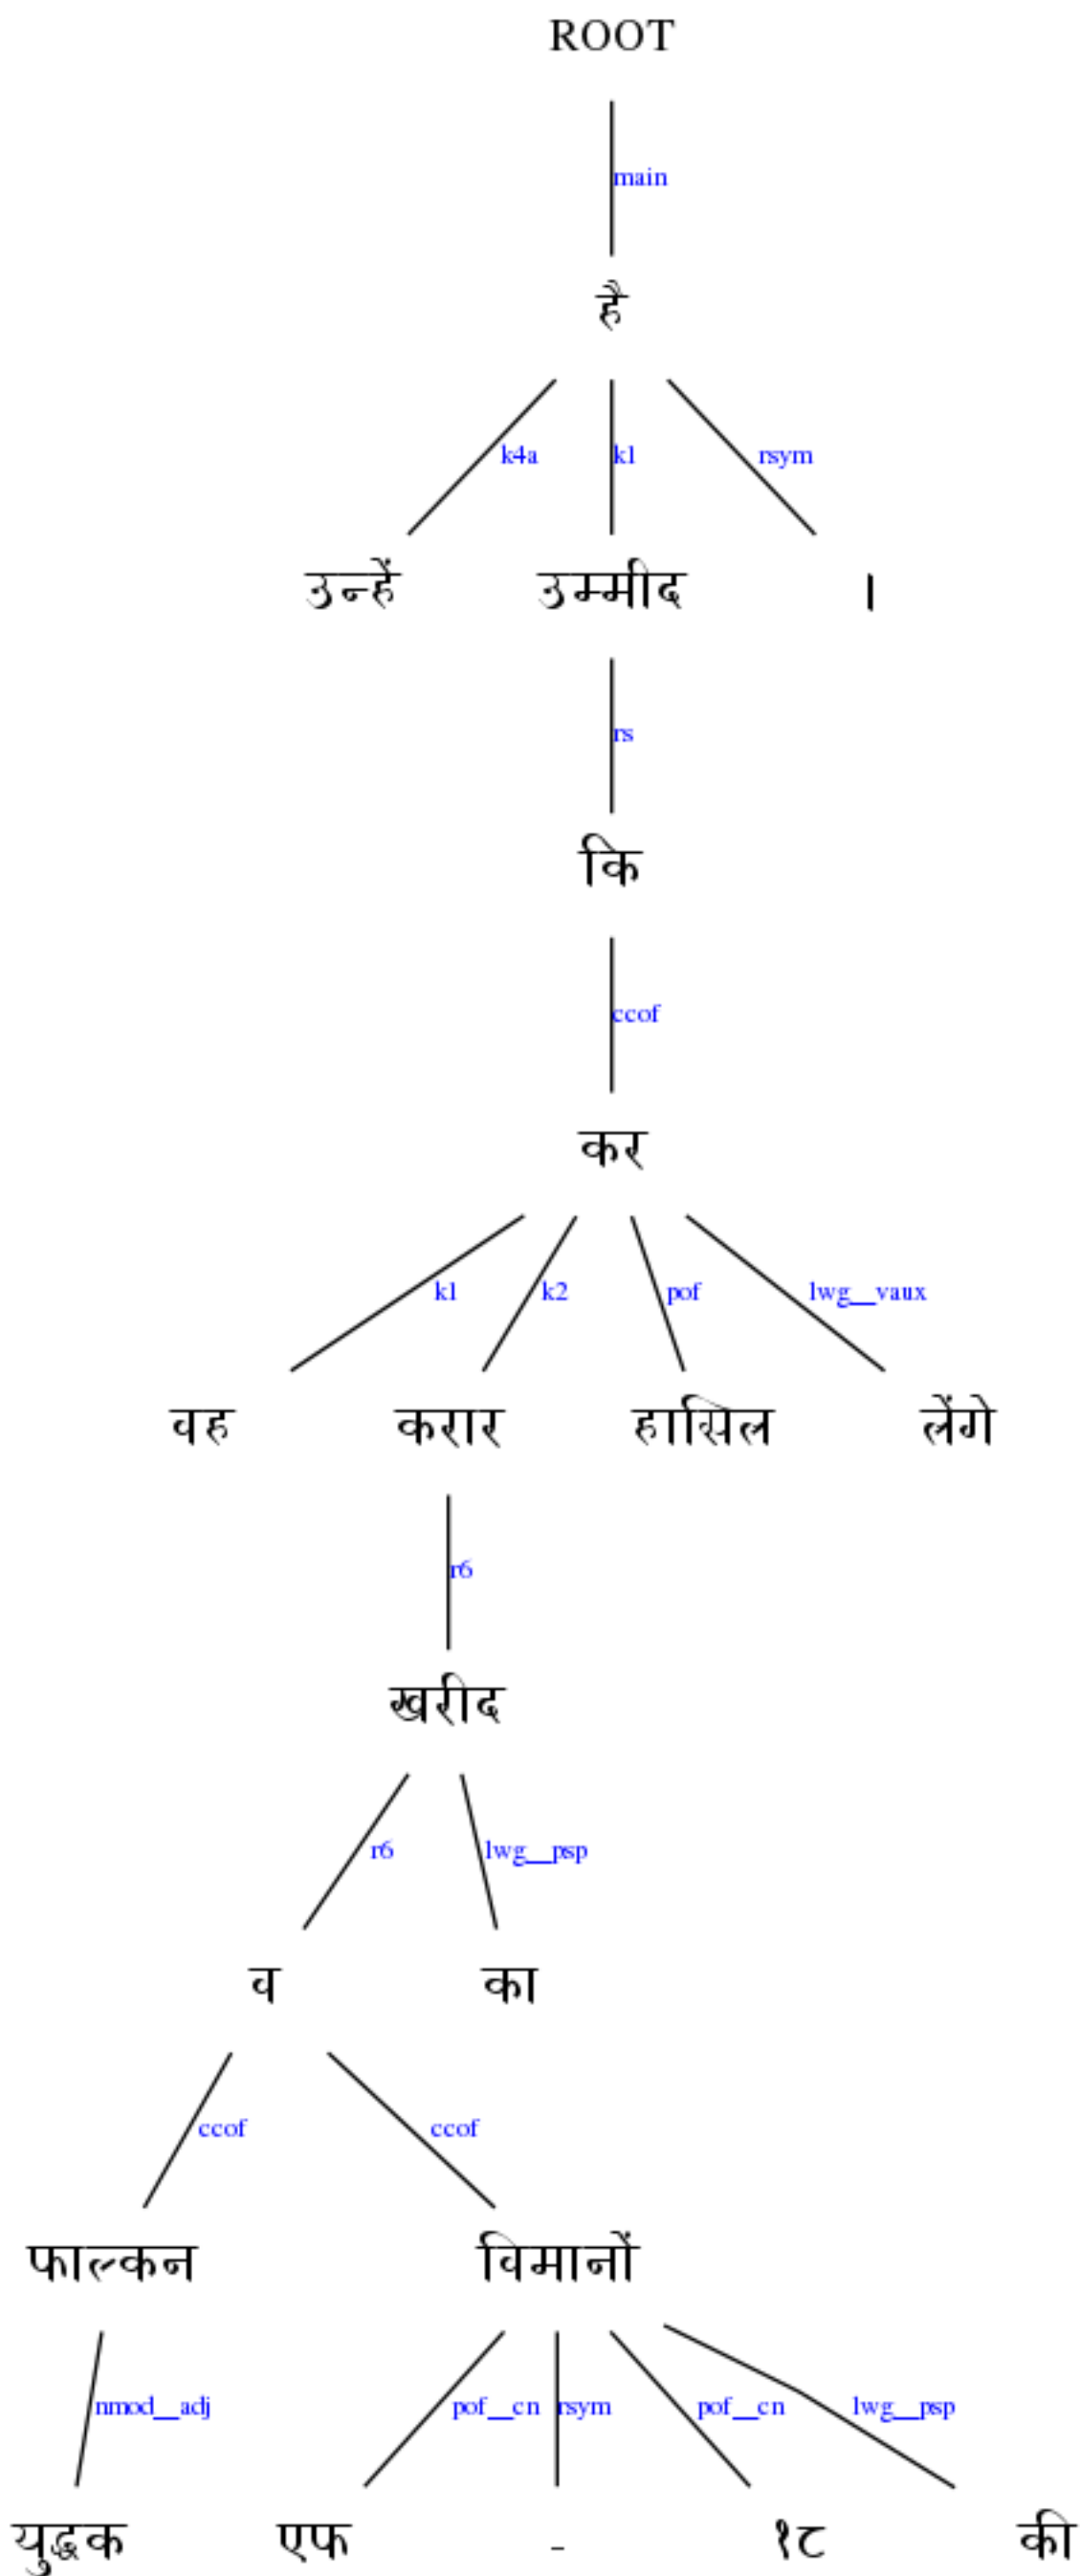 ROOT
main
है
k4a k1 rsym
उन्हें उम्मीद ।
rs
कि
ccof
कर
k1 k2 pof lwg__vaux
वह करार हासिल लेंगे
r6
खरीद
r6 lwg__psp
व का
ccof ccof
फाल्कन विमानों
nmod__adj pof__cn rsym pof__cn lwg__psp
युद्धक एफ - १८ की